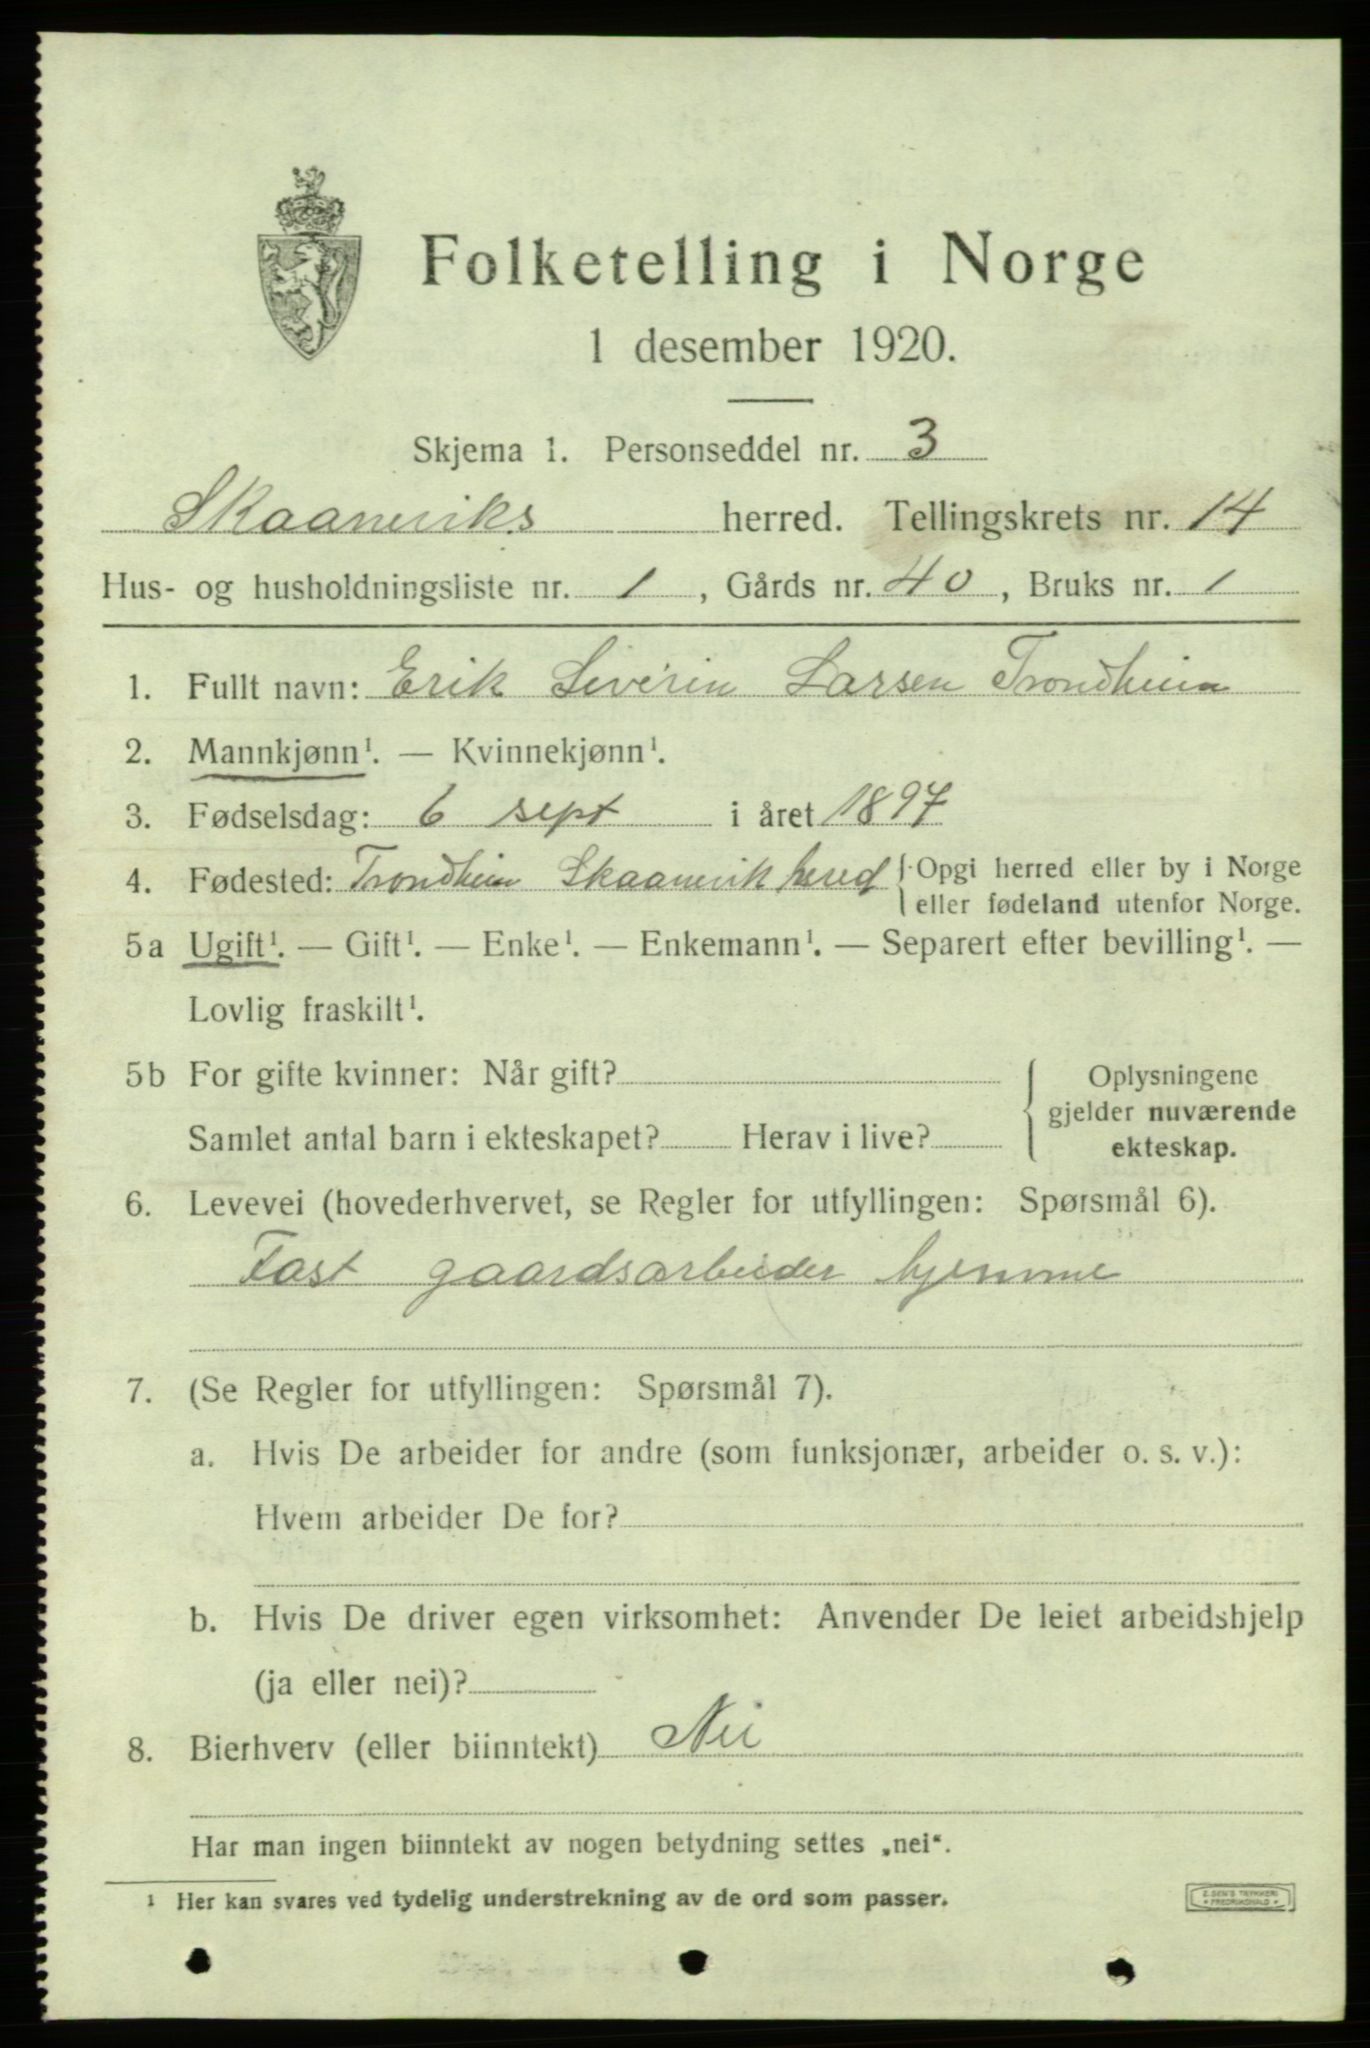 Folketelling i Norge
1 desember 1920.
Skjema 1. Personseddel nr. 3
Skaaneviks herred. Tellingskrets nr. 14
Hus- og husholdningsliste nr. 1, Gårds nr. 40, Bruks nr. 1
1. Fullt navn: Erik Severin Larsen Trondheim
2. Mannkjønn¹. — Kvinnekjønn¹.
3. Fødselsdag: 6 sept i året 1897
4. Fødested: Trondheim Skaanevik hered { Opgi herred eller by i Norge
eller fødeland utenfor Norge.
5a Ugift¹. — Gift¹. — Enke¹. — Enkemann¹. — Separert efter bevilling¹. —
Lovlig fraskilt¹.
5b For gifte kvinner: Når gift?
Samlet antal barn i ekteskapet? Herav i live?
Oplysningene
gjelder nuværende
ekteskap.
6. Levevei (hovederhvervet, se Regler for utfyllingen: Spørsmål 6).
Fast gaardsarbeider hjemme
7. (Se Regler for utfyllingen: Spørsmål 7).
a. Hvis De arbeider for andre (som funksjonær, arbeider o. s. v.):
Hvem arbeider De for?
b. Hvis De driver egen virksomhet: Anvender De leiet arbeidshjelp
(ja eller nei)?
8. Bierhverv (eller biinntekt) Nei
Har man ingen biinntekt av nogen betydning settes „nei“.
¹ Her kan svares ved tydelig understrekning av de ord som passer.